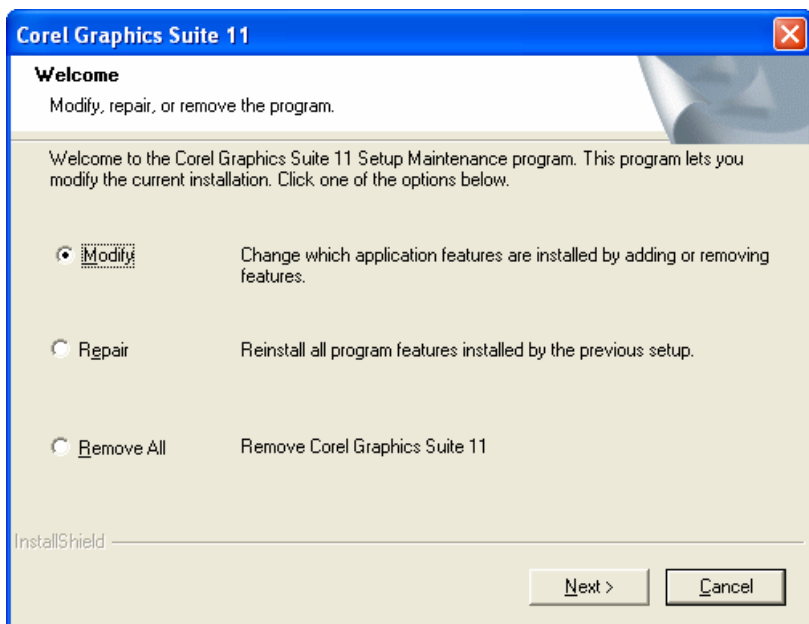 Corel Graphics Suite 11
Welcome
Modify, repair, or remove the program.
Welcome to the Corel Graphics Suite 11 Setup Maintenance program. This program lets you
modify the current installation. Click one of the options below.
Modify
Change which application features are installed by adding or removing
features.
Repair
Reinstall all program features installed by the previous setup.
Remove All
Remove Corel Graphics Suite 11
InstallShield
Next >
Cancel